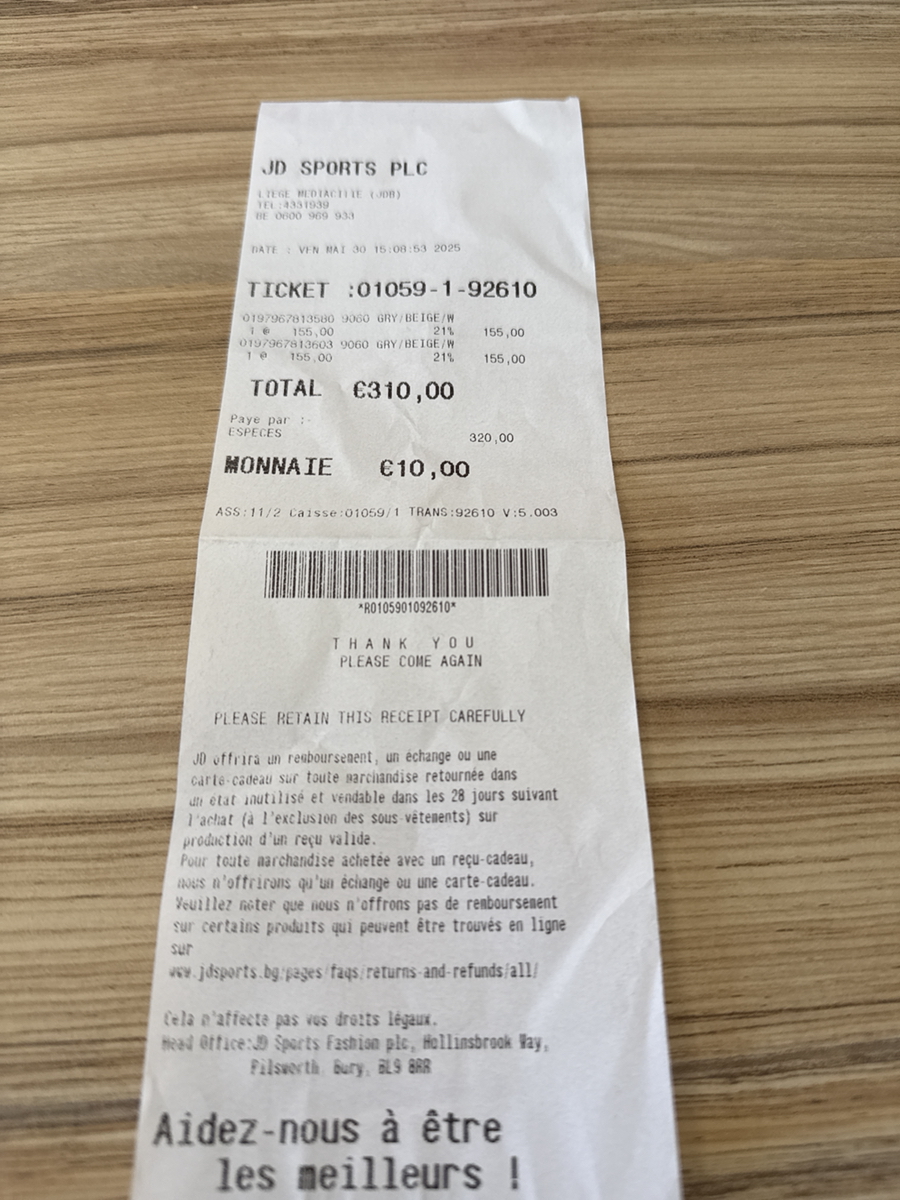 JD SPORTS PLC
LIEGE MEDIACITIE (JDB)
TEL:4331939
BE 0600 969 933
DATE : VEN MAI 30 15:08:53 2025
TICKET :01059-1-92610
0197967813580 9060 GRY/BEIGE/W
1 @ 155,00 21% 155,00
0197967813603 9060 GRY/BEIGE/W
1 @ 155,00 21% 155,00
TOTAL €310,00
Paye par :-
ESPECES 320,00
MONNAIE €10,00
ASS:11/2 Caisse:01059/1 TRANS:92610 V:5.003
*R0105901092610*
THANK YOU
PLEASE COME AGAIN
PLEASE RETAIN THIS RECEIPT CAREFULLY
JD offrira un remboursement, un échange ou une
carte-cadeau sur toute marchandise retournée dans
un état inutilisé et vendable dans les 28 jours suivant
l'achat (à l'exclusion des sous-vêtements) sur
production d'un reçu valide.
Pour toute marchandise achetée avec un reçu-cadeau,
nous n'offrirons qu'un échange ou une carte-cadeau.
Veuillez noter que nous n'offrons pas de remboursement
sur certains produits qui peuvent être trouvés en ligne
sur
www.jdsports.bg/pages/faqs/returns-and-refunds/all/
Cela n'affecte pas vos droits légaux.
Head Office:JD Sports Fashion plc, Hollinsbrook Way,
Pilsworth, Bury, BL9 8RR
Aidez-nous à être
les meilleurs !